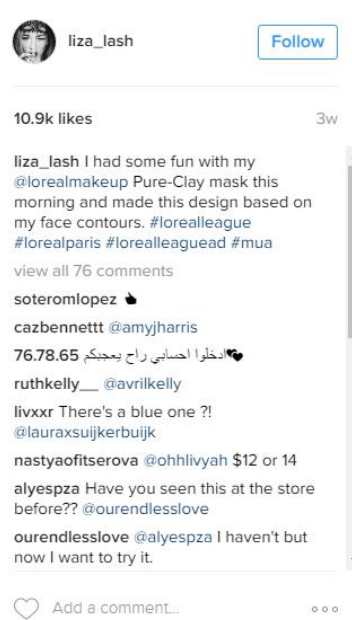 liza_lash
Follow
10.9k likes
3w
liza_lash I had some fun with my
@lorealmakeup Pure-Clay mask this
morning and made this design based on
my face contours. #lorealleague
#lorealparis #lorealleaguead #mua
view all 76 comments
soteromlopez
cazbennettt @amyjharris
76.78.65 ادخلوا احسابي راح يعجبكم
ruthkelly__ @avrilkelly
livxxr There's a blue one ?!
@lauraxsuijkerbuijk
nastyaofitserova @ohhlivyah $12 or 14
alyespza Have you seen this at the store
before?? @ourendlesslove
ourendlesslove @alyespza I haven't but
now I want to try it.
Add a comment...